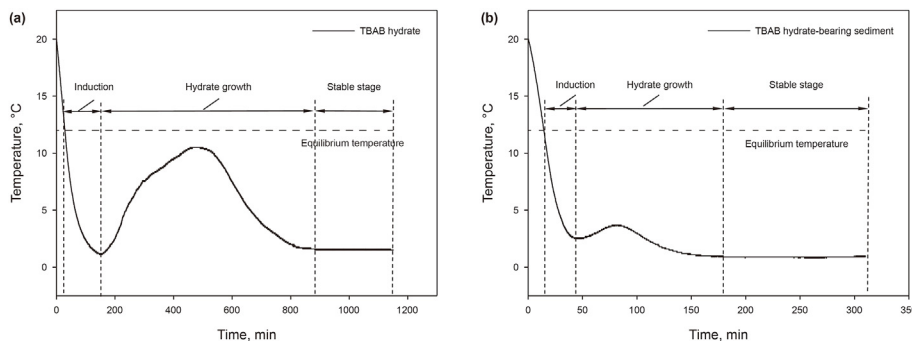 (a)
TBAB hydrate
Induction
Hydrate growth
Stable stage
Equilibrium temperature
Temperature, °C
20
15
10
5
0
0 200 400 600 800 1000 1200
Time, min
(b)
TBAB hydrate-bearing sediment
Induction
Hydrate growth
Stable stage
Equilibrium temperature
Temperature, °C
20
15
10
5
0
0 50 100 150 200 250 300 350
Time, min